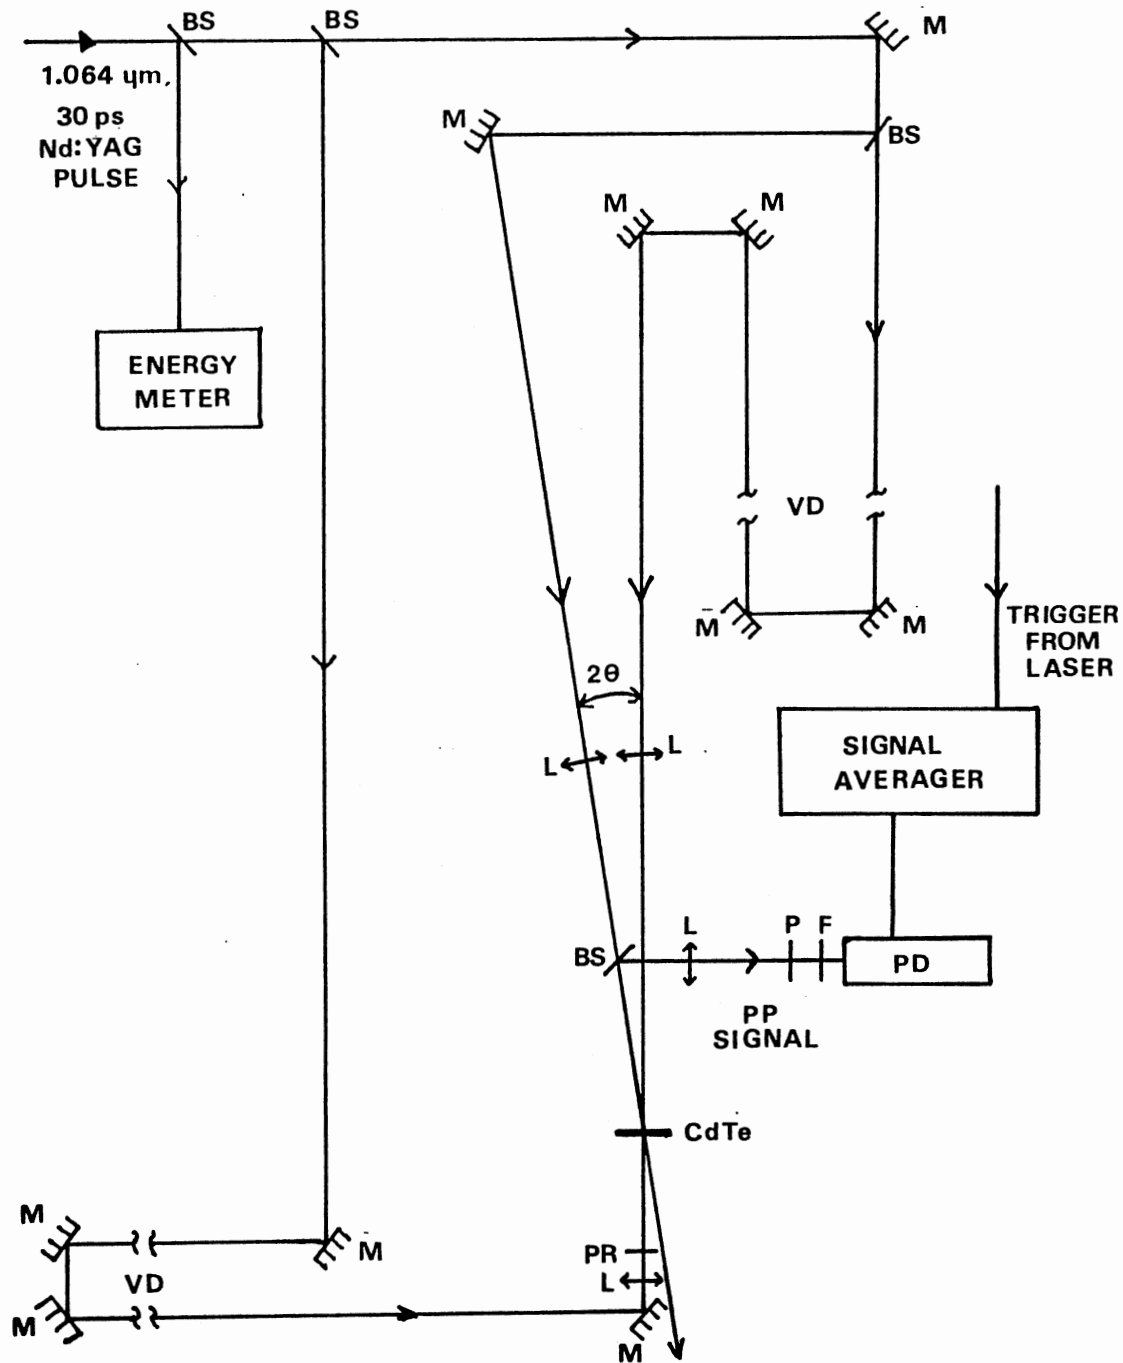 BS
BS
M
1.064 ɥm,
30 ps
Nd:YAG
PULSE
M
BS
M
M
ENERGY
METER
VD
M
M
TRIGGER
FROM
LASER
2θ
L
L
SIGNAL
AVERAGER
L
P
F
BS
PD
PP
SIGNAL
CdTe
M
M
PR
VD
L
M
M